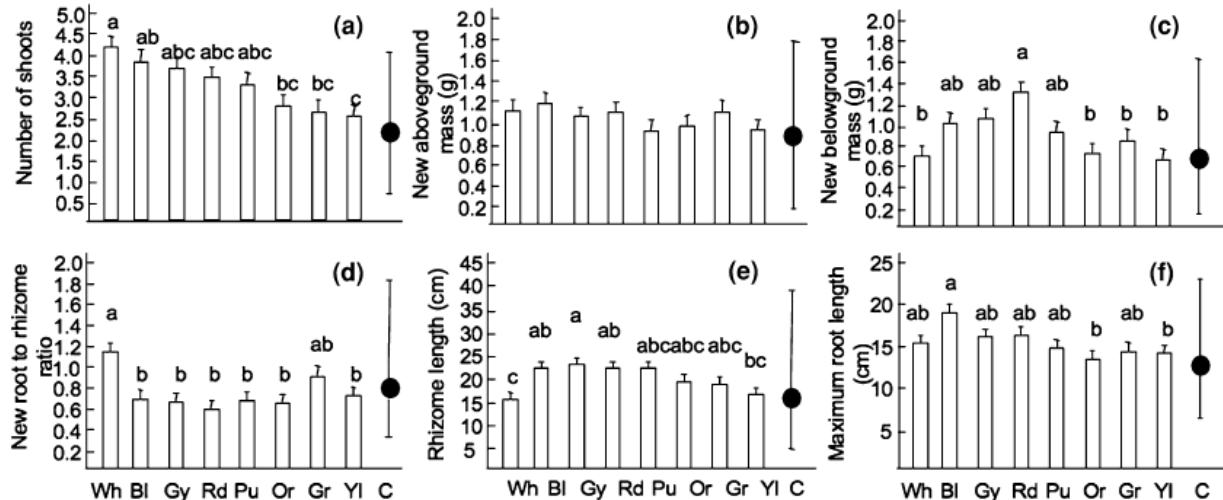 Number of shoots
5.0
4.5
4.0
3.5
3.0
2.5
2.0
1.5
1.0
0.5
(a)
a
ab
abc
abc
abc
bc
bc
c
New aboveground
mass (g)
2.0
1.8
1.6
1.4
1.2
1.0
0.8
0.6
0.4
0.2
(b)
New belowground
mass (g)
2.0
1.8
1.6
1.4
1.2
1.0
0.8
0.6
0.4
0.2
(c)
b
ab
ab
a
ab
b
b
b
New root to rhizome
ratio
2.0
1.8
1.6
1.4
1.2
1.0
0.8
0.6
0.4
0.2
(d)
a
b
b
b
b
b
ab
b
Wh Bl Gy Rd Pu Or Gr Yl C
Rhizome length (cm)
45
40
35
30
25
20
15
10
5
(e)
c
ab
a
ab
abc
abc
abc
bc
Wh Bl Gy Rd Pu Or Gr Yl C
Maximum root length
(cm)
25
20
15
10
5
(f)
ab
a
ab
ab
ab
b
ab
b
Wh Bl Gy Rd Pu Or Gr Yl C